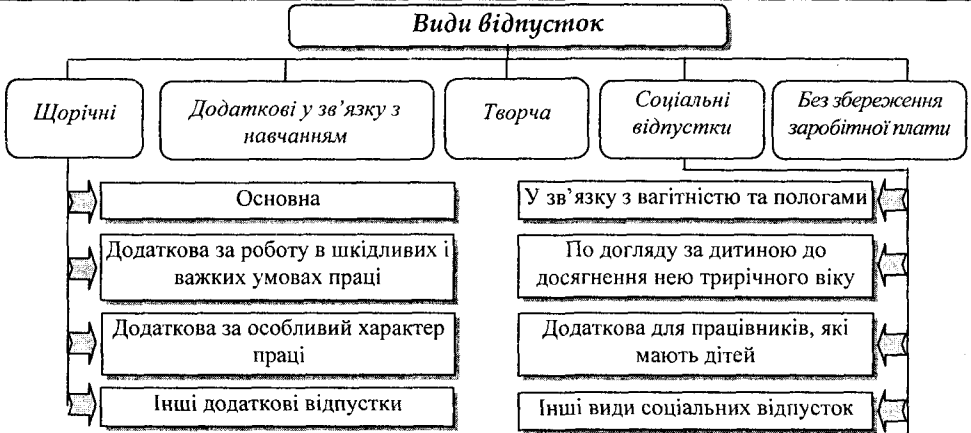 Види відпусток
Щорічні
Додаткові у зв’язку з
навчанням
Творча
Соціальні
відпустки
Без збереження
заробітної плати
Основна
Додаткова за роботу в шкідливих і
важких умовах праці
Додаткова за особливий характер
праці
Інші додаткові відпустки
У зв’язку з вагітністю та пологами
По догляду за дитиною до
досягнення нею трирічного віку
Додаткова для працівників, які
мають дітей
Інші види соціальних відпусток